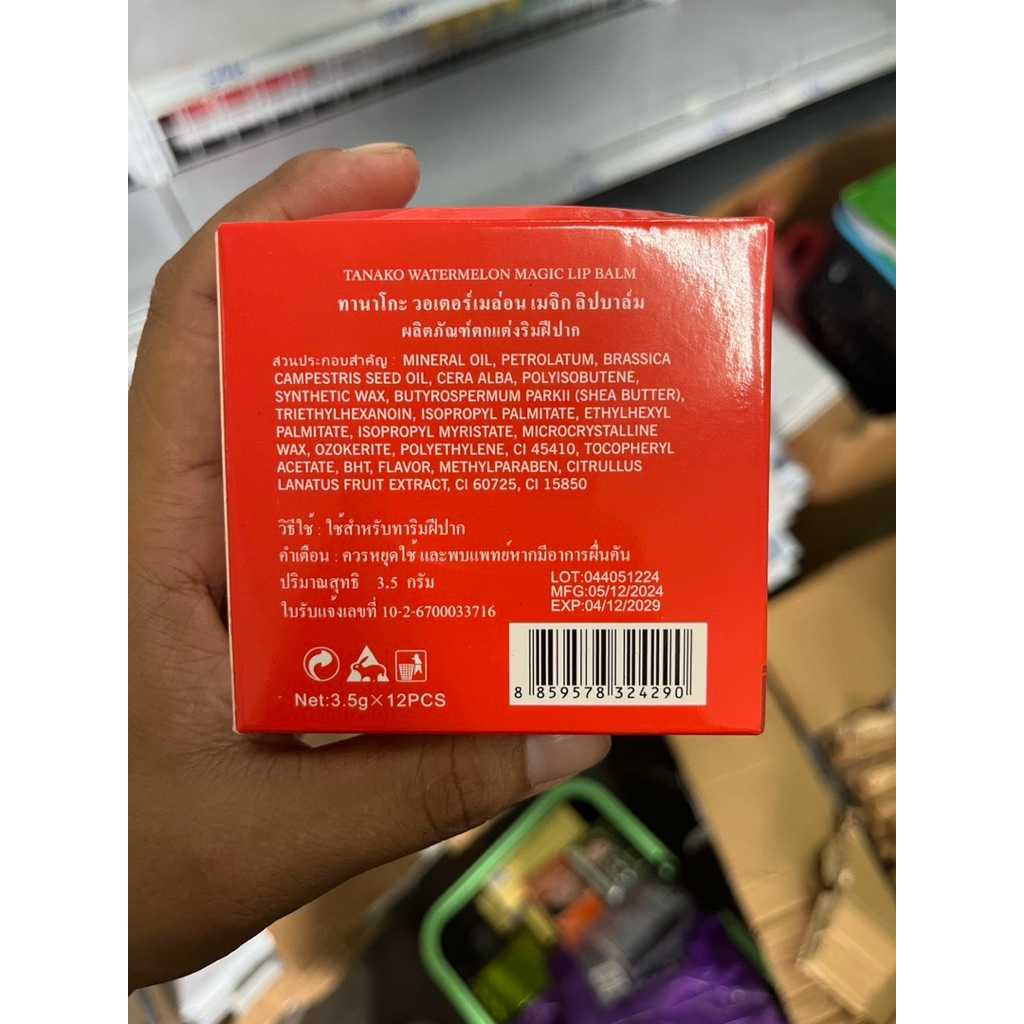 TANAKO WATERMELON MAGIC LIP BALM
ทานาโกะ วอเตอร์เมล่อน เมจิก ลิปบาล์ม
ผลิตภัณฑ์ตกแต่งริมฝีปาก
ส่วนประกอบสำคัญ : MINERAL OIL, PETROLATUM, BRASSICA
CAMPESTRIS SEED OIL, CERA ALBA, POLYISOBUTENE,
SYNTHETIC WAX, BUTYROSPERMUM PARKII (SHEA BUTTER),
TRIETHYLHEXANOIN, ISOPROPYL PALMITATE, ETHYLHEXYL
PALMITATE, ISOPROPYL MYRISTATE, MICROCRYSTALLINE
WAX, OZOKERITE, POLYETHYLENE, CI 45410, TOCOPHERYL
ACETATE, BHT, FLAVOR, METHYLPARABEN, CITRULLUS
LANATUS FRUIT EXTRACT, CI 60725, CI 15850
วิธีใช้ : ใช้สำหรับทาริมฝีปาก
คำเตือน : ควรหยุดใช้ และพบแพทย์หากมีอาการผื่นคัน
ปริมาณสุทธิ 3.5 กรัม
ใบรับแจ้งเลขที่ 10-2-6700033716
LOT:044051224
MFG:05/12/2024
EXP:04/12/2029
Net:3.5g×12PCS
8 859578 324290